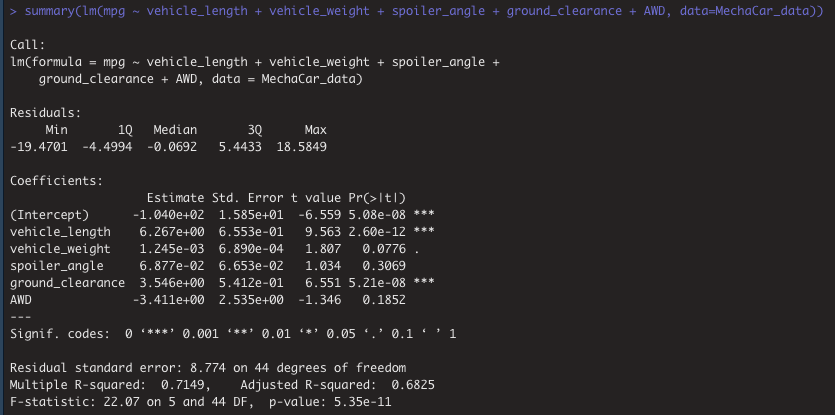 > summary(lm(mpg ~ vehicle_length + vehicle_weight + spoiler_angle + ground_clearance + AWD, data=MechaCar_data))
Call:
lm(formula = mpg ~ vehicle_length + vehicle_weight + spoiler_angle +
    ground_clearance + AWD, data = MechaCar_data)
Residuals:
     Min       1Q   Median       3Q      Max
-19.4701  -4.4994  -0.0692   5.4433  18.5849
Coefficients:
                   Estimate Std. Error t value Pr(>|t|)
(Intercept)      -1.040e+02  1.585e+01  -6.559 5.08e-08 ***
vehicle_length    6.267e+00  6.553e-01   9.563 2.60e-12 ***
vehicle_weight    1.245e-03  6.890e-04   1.807   0.0776 .
spoiler_angle     6.877e-02  6.653e-02   1.034   0.3069
ground_clearance  3.546e+00  5.412e-01   6.551 5.21e-08 ***
AWD              -3.411e+00  2.535e+00  -1.346   0.1852
---
Signif. codes:  0 ‘***’ 0.001 ‘**’ 0.01 ‘*’ 0.05 ‘.’ 0.1 ‘ ’ 1
Residual standard error: 8.774 on 44 degrees of freedom
Multiple R-squared:  0.7149,    Adjusted R-squared:  0.6825
F-statistic: 22.07 on 5 and 44 DF,  p-value: 5.35e-11